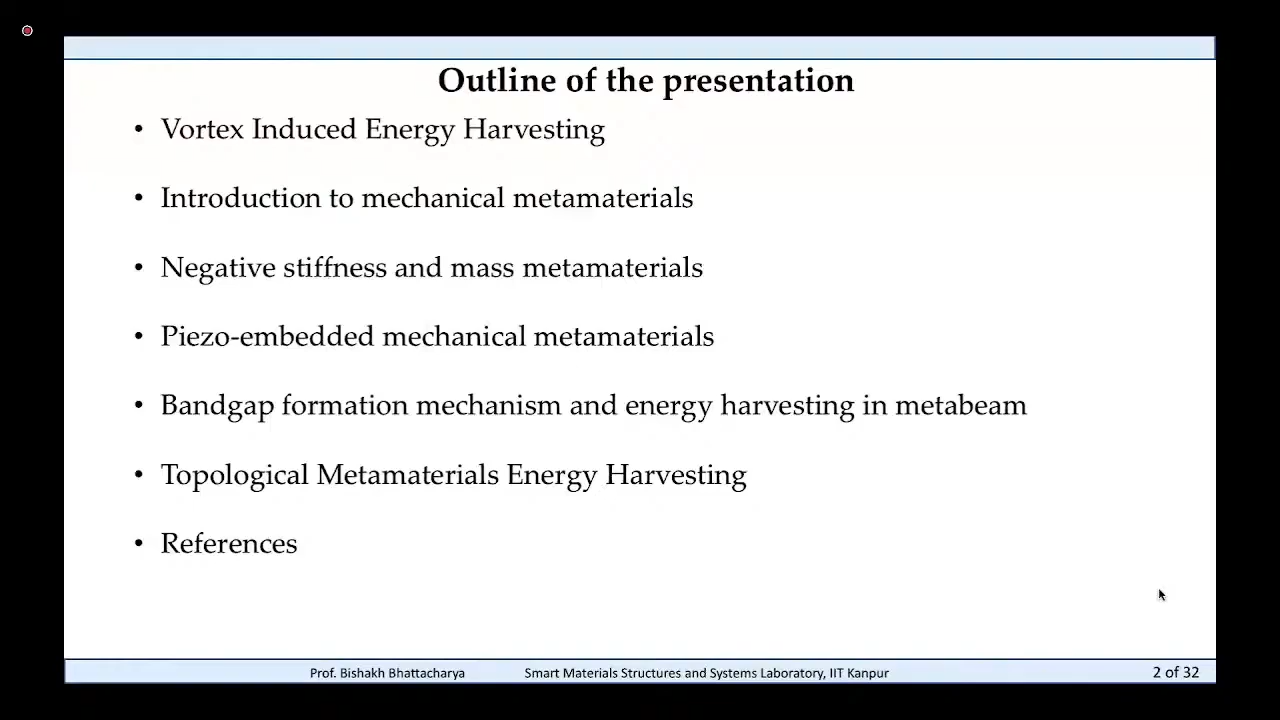 Outline of the presentation
• Vortex Induced Energy Harvesting
• Introduction to mechanical metamaterials
• Negative stiffness and mass metamaterials
• Piezo-embedded mechanical metamaterials
• Bandgap formation mechanism and energy harvesting in metabeam
• Topological Metamaterials Energy Harvesting
• References
Prof. Bishakh Bhattacharya Smart Materials Structures and Systems Laboratory, IIT Kanpur 2 of 32